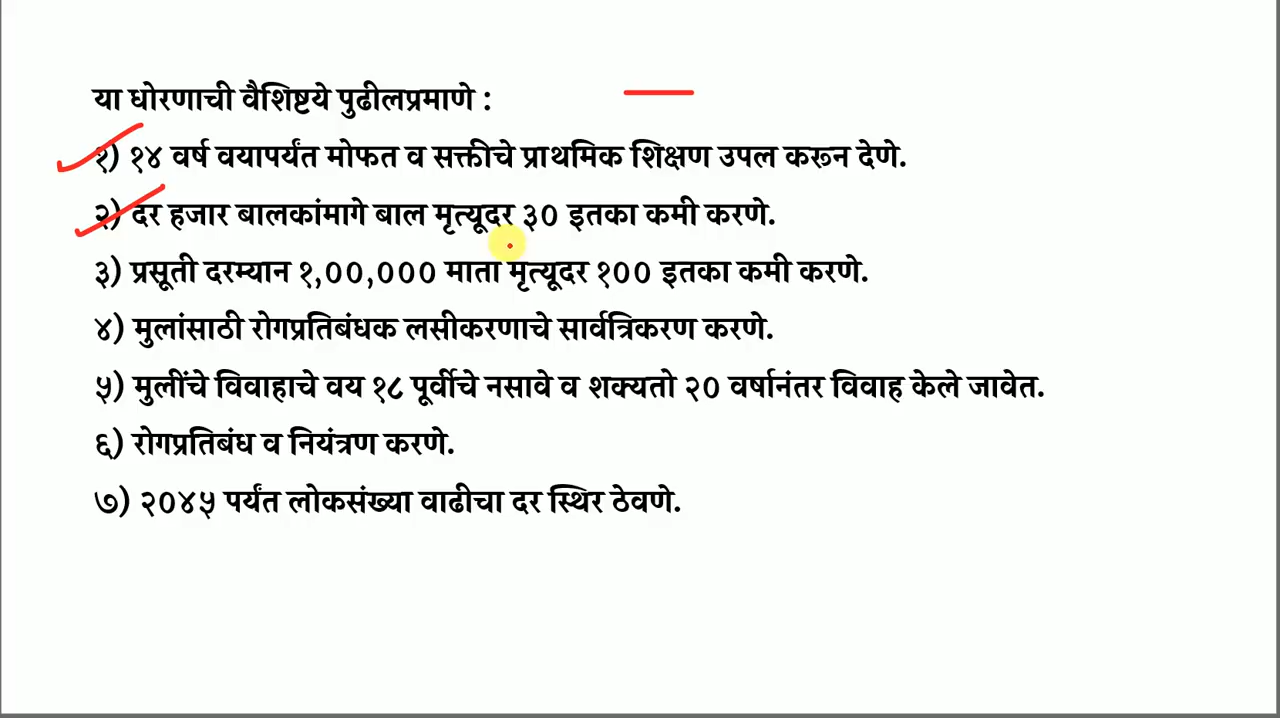 या धोरणाची वैशिष्टये पुढीलप्रमाणे :
१) १४ वर्ष वयापर्यंत मोफत व सक्तीचे प्राथमिक शिक्षण उपल करून देणे.
२) दर हजार बालकांमागे बाल मृत्यूदर ३० इतका कमी करणे.
३) प्रसूती दरम्यान १,००,००० माता मृत्यूदर १०० इतका कमी करणे.
४) मुलांसाठी रोगप्रतिबंधक लसीकरणाचे सार्वत्रिकरण करणे.
५) मुलींचे विवाहाचे वय १८ पूर्वीचे नसावे व शक्यतो २० वर्षानंतर विवाह केले जावेत.
६) रोगप्रतिबंध व नियंत्रण करणे.
७) २०४५ पर्यंत लोकसंख्या वाढीचा दर स्थिर ठेवणे.